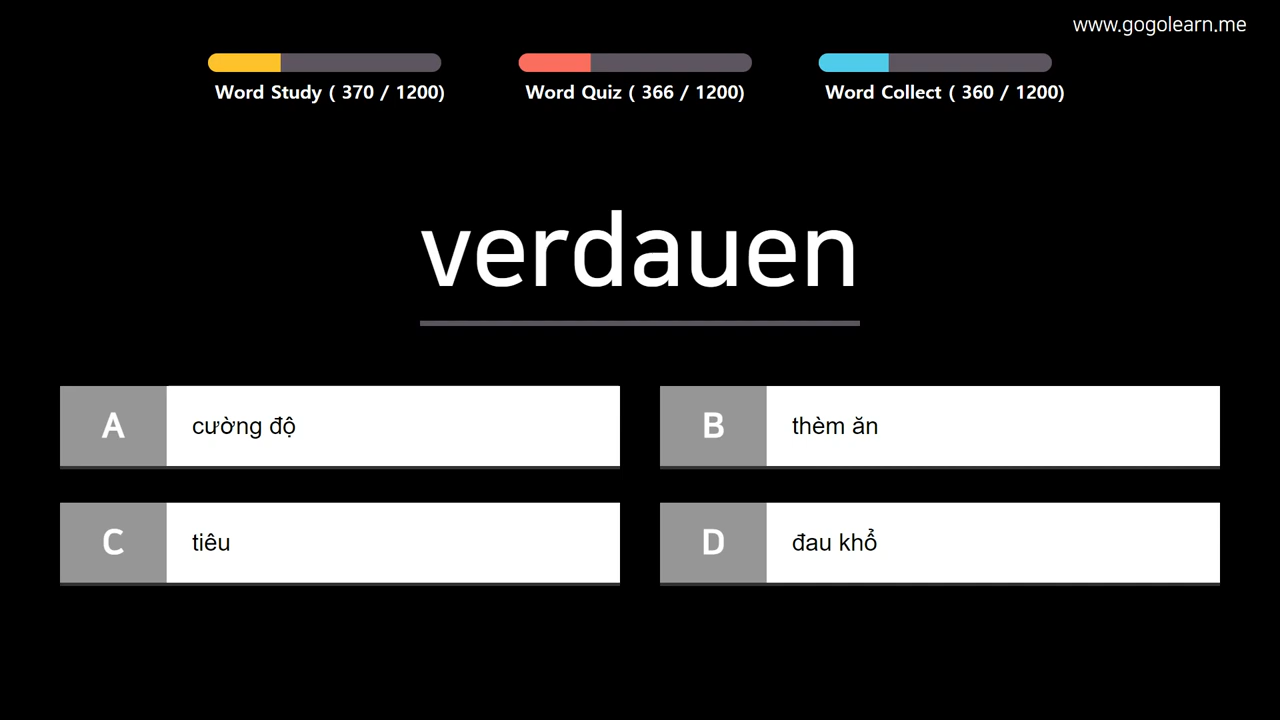 www.gogolearn.me
Word Study ( 370 / 1200)
Word Quiz ( 366 / 1200)
Word Collect ( 360 / 1200)
verdauen
A cường độ
B thèm ăn
C tiêu
D đau khổ